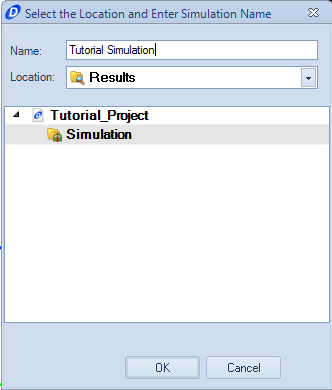 Select the Location and Enter Simulation Name
Name: Tutorial Simulation
Location: Results
Tutorial_Project
Simulation
OK Cancel